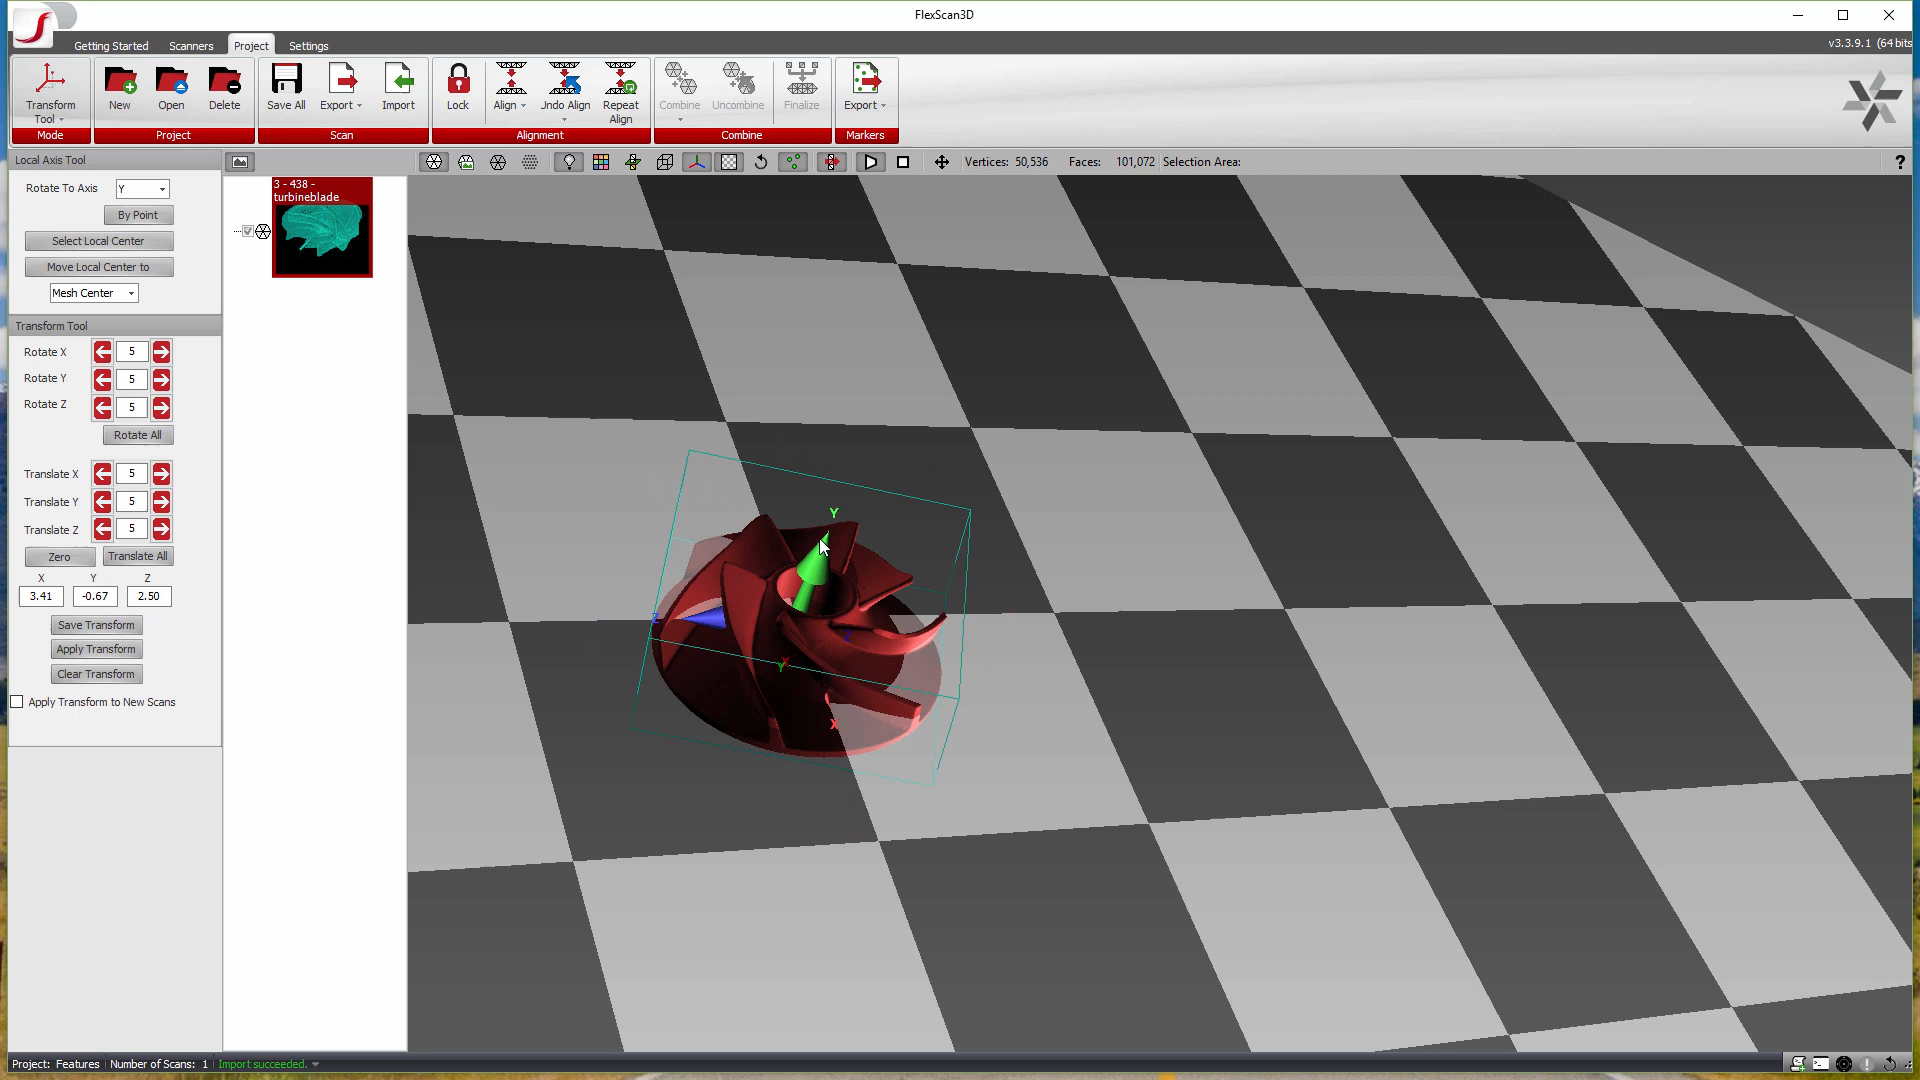 FlexScan3D
Getting Started Scanners Project Settings
v3.3.9.1 (64 bits
Transform Tool
New
Open
Delete
Save All
Export
Import
Lock
Align
Undo Align
Repeat Align
Combine
Uncombine
Finalize
Export
Mode
Project
Scan
Alignment
Combine
Markers
Local Axis Tool
Vertices: 50,536 Faces: 101,072 Selection Area:
?
Rotate To Axis Y
By Point
Select Local Center
Move Local Center to
Mesh Center
3 - 438 -
turbineblade
Transform Tool
Rotate X 5
Rotate Y 5
Rotate Z 5
Rotate All
Translate X 5
Translate Y 5
Translate Z 5
Zero Translate All
X Y Z
3.41 -0.67 2.50
Save Transform
Apply Transform
Clear Transform
Apply Transform to New Scans
Y
Z
Z
X
Y
X
Project: Features Number of Scans: 1 Import succeeded.